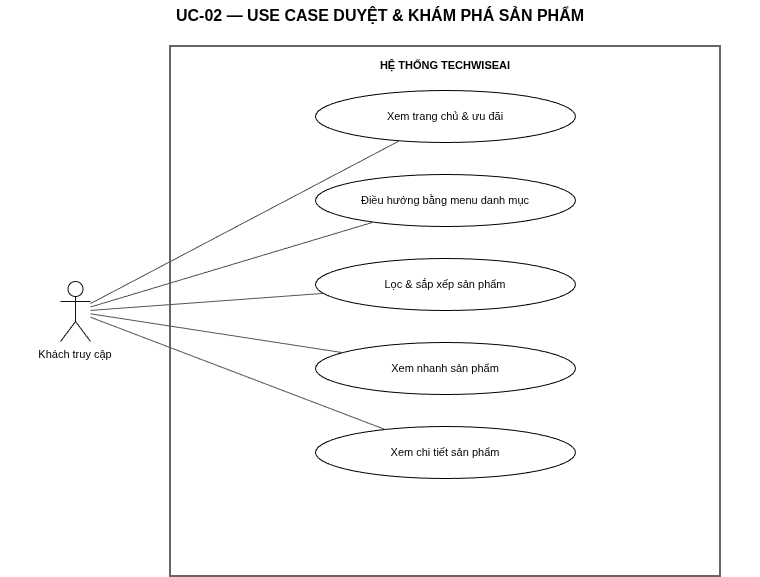 UC-02 — USE CASE DUYỆT & KHÁM PHÁ SẢN PHẨM
HỆ THỐNG TECHWISEAI
Xem trang chủ & ưu đãi
Điều hướng bằng menu danh mục
Lọc & sắp xếp sản phẩm
Xem nhanh sản phẩm
Khách truy cập
Xem chi tiết sản phẩm